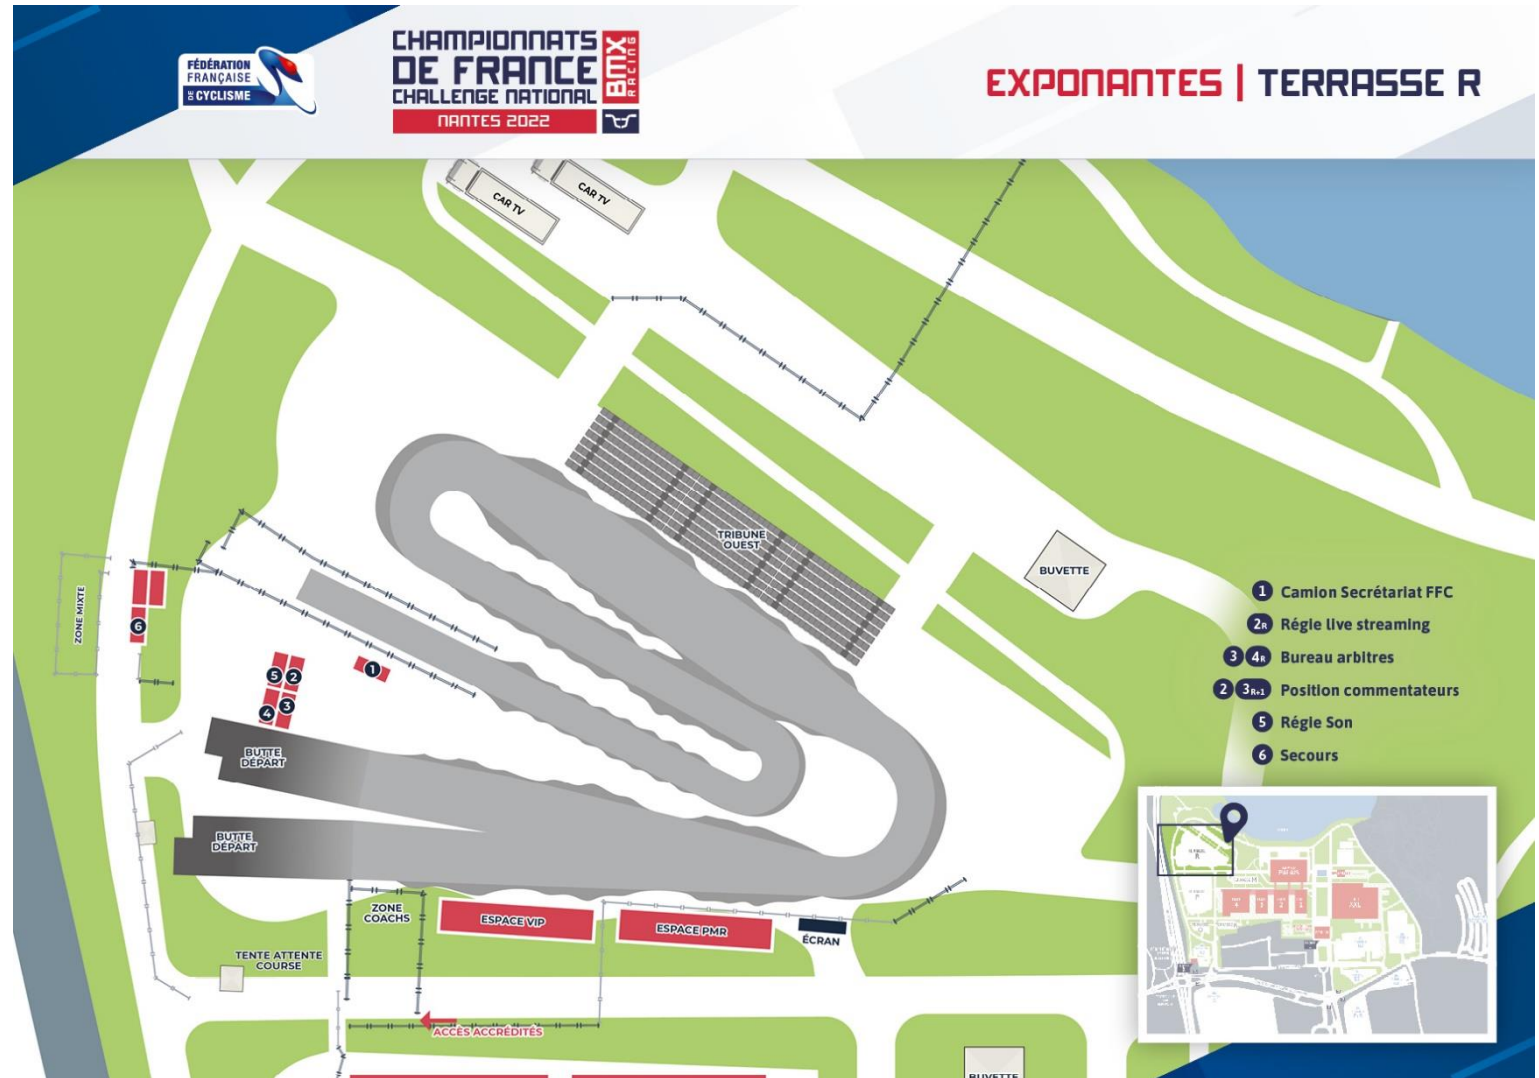 FÉDÉRATION
FRANÇAISE
DE CYCLISME
CHAMPIONNATS
DE FRANCE
CHALLENGE NATIONAL
BMX
RACING
NANTES 2022
EXPONANTES | TERRASSE R
CAR TV
CAR TV
TRIBUNE
OUEST
BUVETTE
ZONE MIXTE
6
5
2
4
3
1
1 Camion Secrétariat FFC
2R Régie live streaming
3 4R Bureau arbitres
2 3R+1 Position commentateurs
5 Régie Son
6 Secours
BUTTE
DÉPART
BUTTE
DÉPART
ZONE
COACHS
ESPACE VIP
ESPACE PMR
ÉCRAN
TENTE ATTENTE
COURSE
ACCÈS ACCRÉDITÉS
BUVETTE